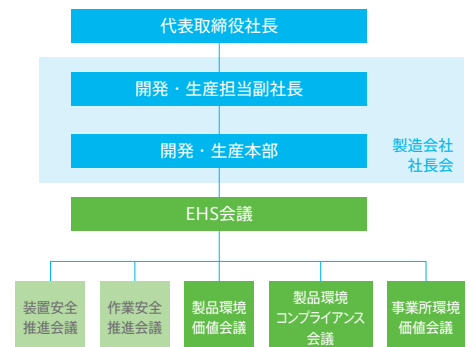 代表取締役社長
開発・生産担当副社長
開発・生産本部
製造会社
社長会
EHS会議
装置安全
推進会議
作業安全
推進会議
製品環境
価値会議
製品環境
コンプライアンス
会議
事業所環境
価値会議